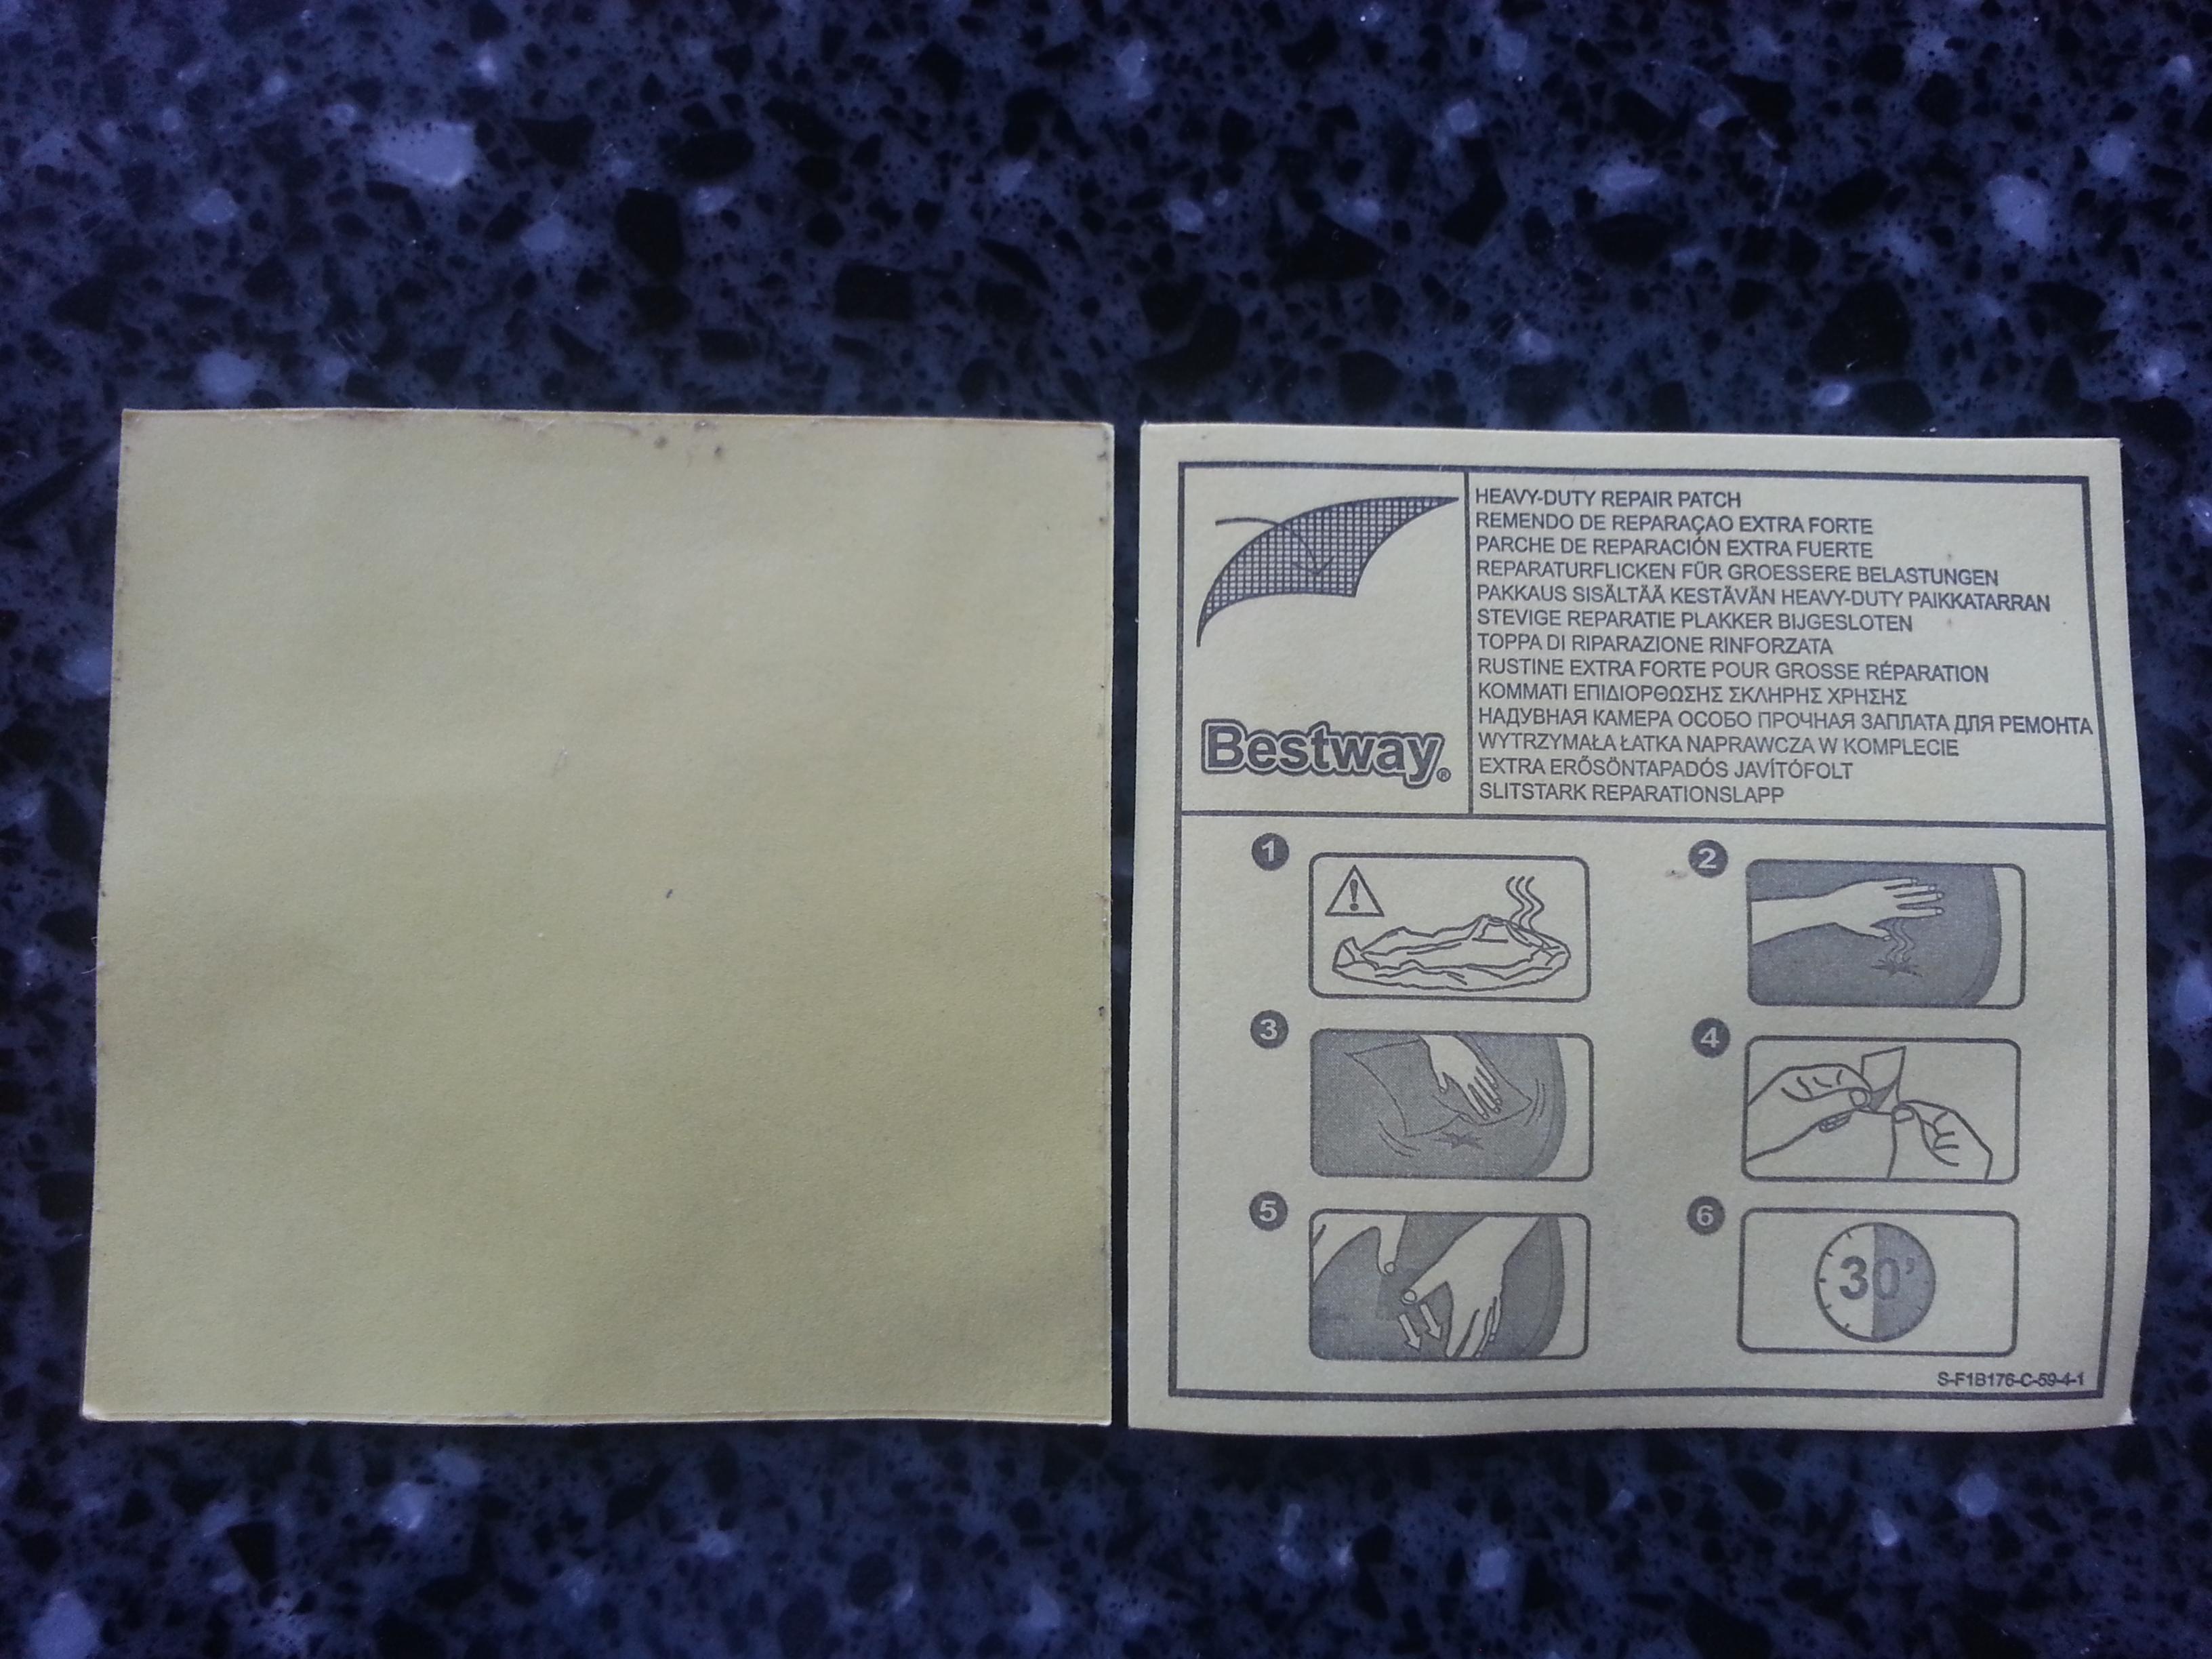 HEAVY-DUTY REPAIR PATCH
REMENDO DE REPARAÇAO EXTRA FORTE
PARCHE DE REPARACIÓN EXTRA FUERTE
REPARATURFLICKEN FÜR GROESSERE BELASTUNGEN
PAKKAUS SISÄLTÄÄ KESTÄVÄN HEAVY-DUTY PAIKKATARRAN
STEVIGE REPARATIE PLAKKER BIJGESLOTEN
TOPPA DI RIPARAZIONE RINFORZATA
RUSTINE EXTRA FORTE POUR GROSSE RÉPARATION
ΚΟΜΜΑΤΙ ΕΠΙΔΙΟΡΘΩΣΗΣ ΣΚΛΗΡΗΣ ΧΡΗΣΗΣ
НАДУВНАЯ КАМЕРА ОСОБО ПРОЧНАЯ ЗАПЛАТА ДЛЯ РЕМОНТА
WYTRZYMAŁA ŁATKA NAPRAWCZA W KOMPLECIE
EXTRA ERŐSÖNTAPADÓS JAVÍTÓFOLT
SLITSTARK REPARATIONSLAPP
Bestway®
1
2
3
4
5
6
30'
S-F1B176-C-59-4-1